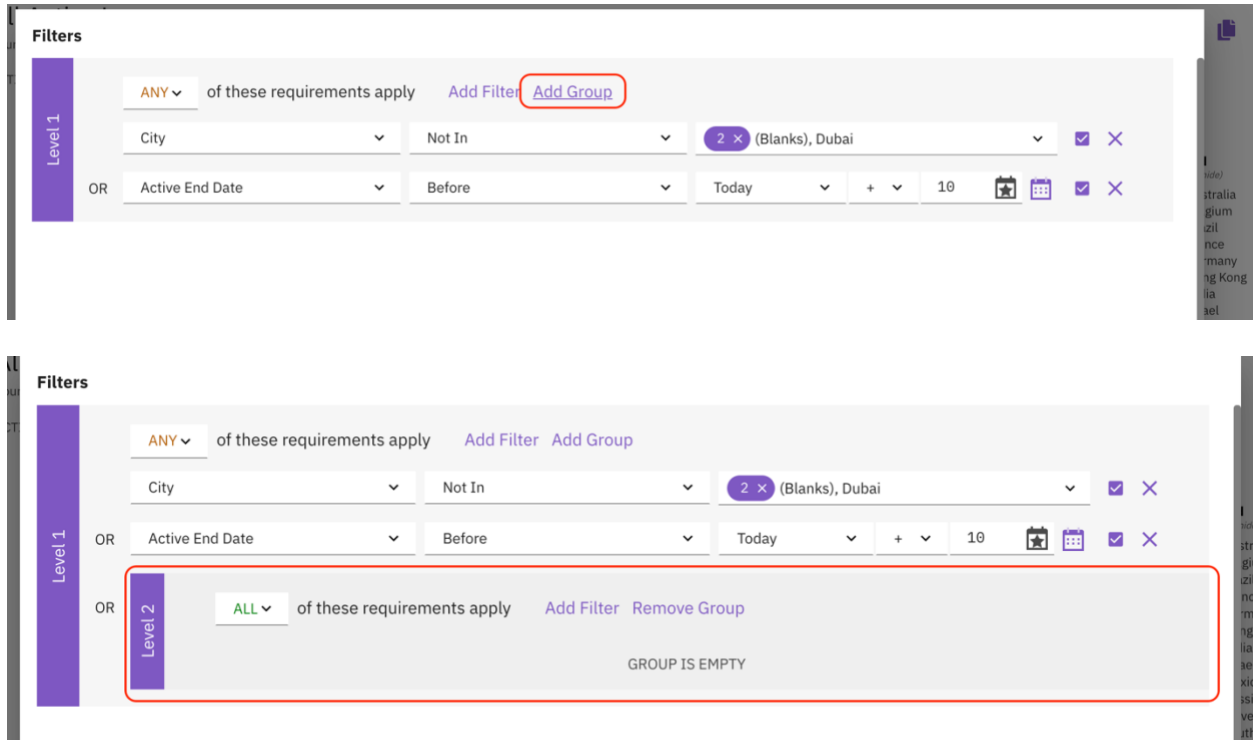 Filters
ANY of these requirements apply Add Filter Add Group
Level 1
City Not In 2 × (Blanks), Dubai
OR Active End Date Before Today + 10
Filters
ANY of these requirements apply Add Filter Add Group
City Not In 2 × (Blanks), Dubai
Level 1
OR Active End Date Before Today + 10
OR Level 2 ALL of these requirements apply Add Filter Remove Group
GROUP IS EMPTY